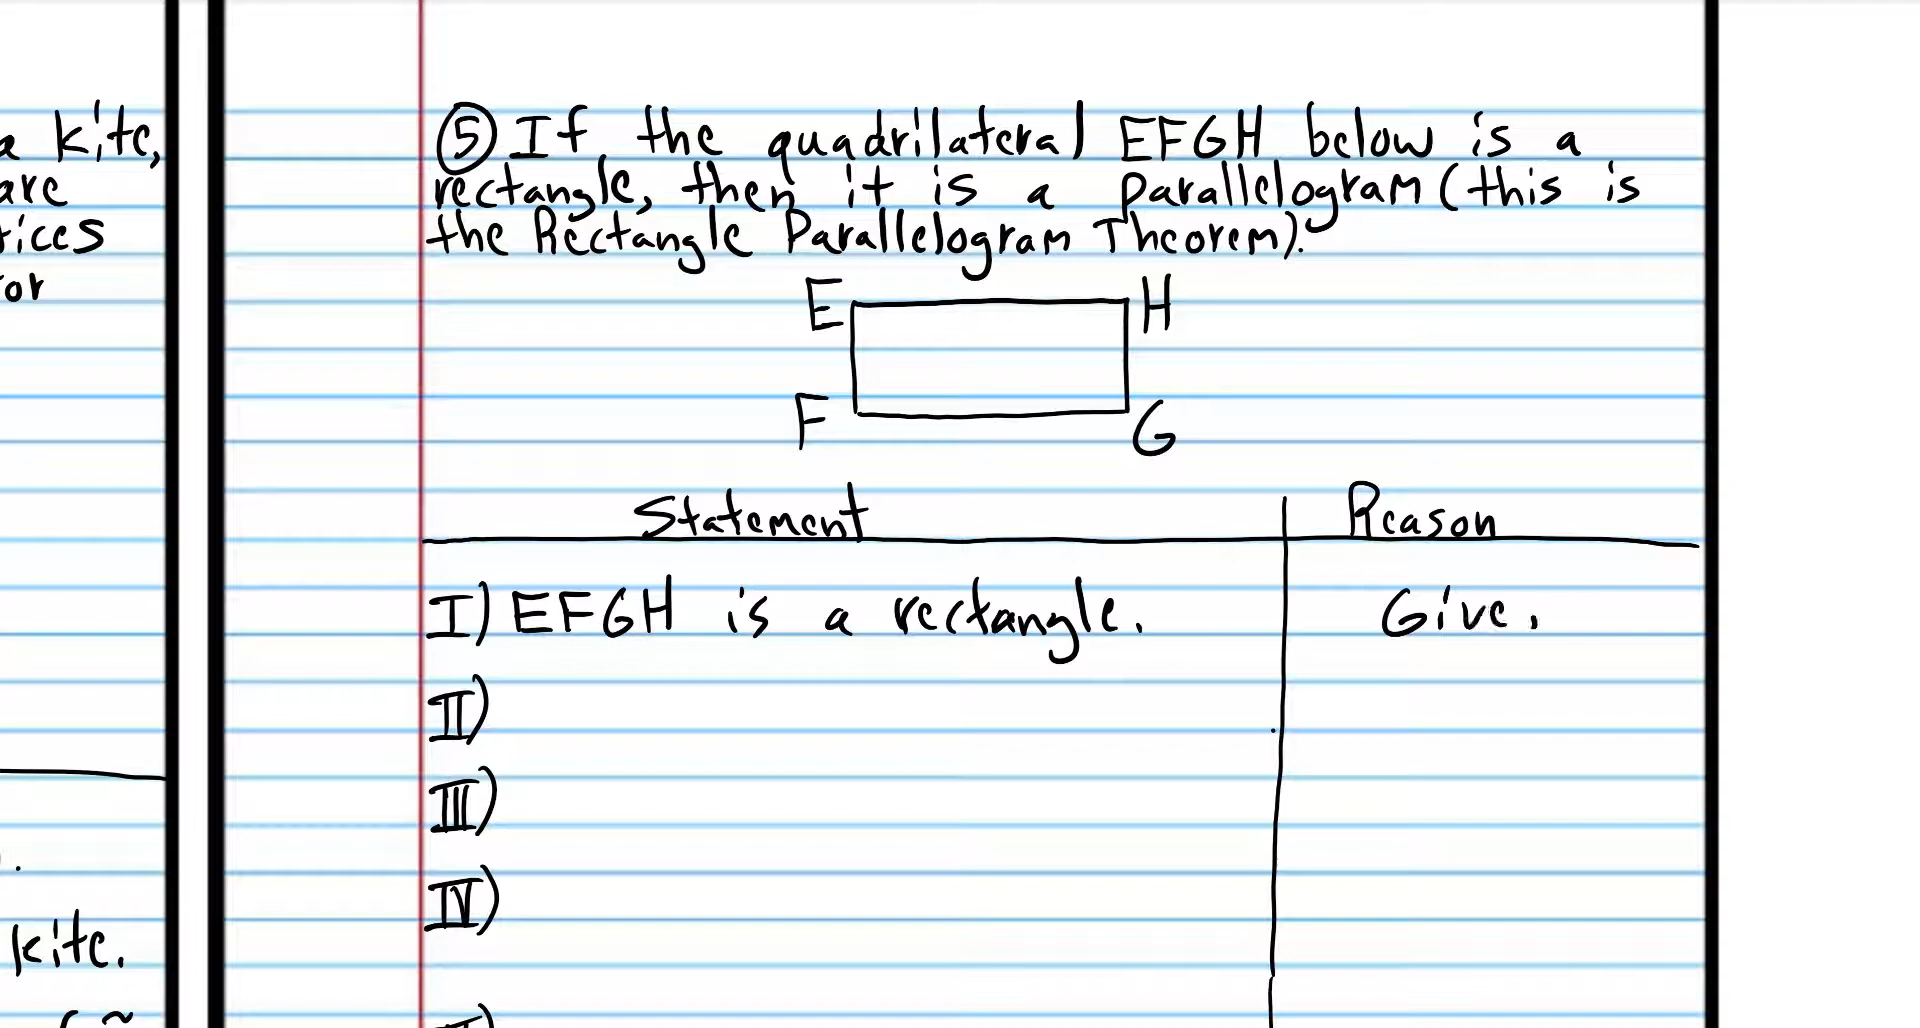 a kite,
are
tices
for
.
kite.
⑤ If the quadrilateral EFGH below is a
rectangle, then it is a parallelogram (this is
the Rectangle Parallelogram Theorem).
E H
F G
Statement Reason
I) EFGH is a rectangle. Give.
II)
III)
IV)